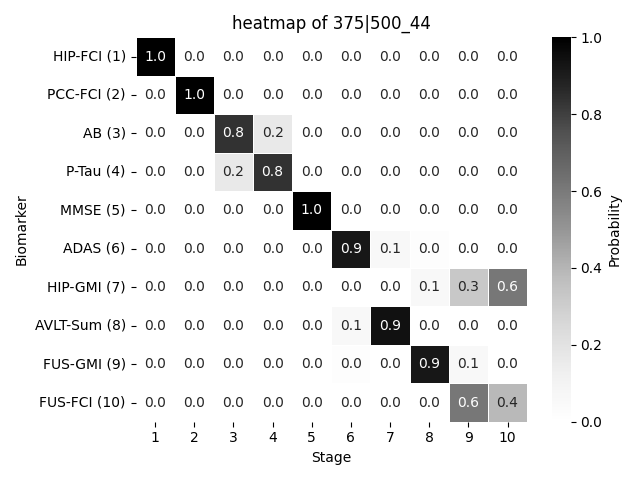 heatmap of 375|500_44
HIP-FCI (1) 1.0 0.0 0.0 0.0 0.0 0.0 0.0 0.0 0.0 0.0
PCC-FCI (2) 0.0 1.0 0.0 0.0 0.0 0.0 0.0 0.0 0.0 0.0
AB (3) 0.0 0.0 0.8 0.2 0.0 0.0 0.0 0.0 0.0 0.0
P-Tau (4) 0.0 0.0 0.2 0.8 0.0 0.0 0.0 0.0 0.0 0.0
MMSE (5) 0.0 0.0 0.0 0.0 1.0 0.0 0.0 0.0 0.0 0.0
ADAS (6) 0.0 0.0 0.0 0.0 0.0 0.9 0.1 0.0 0.0 0.0
HIP-GMI (7) 0.0 0.0 0.0 0.0 0.0 0.0 0.0 0.1 0.3 0.6
AVLT-Sum (8) 0.0 0.0 0.0 0.0 0.0 0.1 0.9 0.0 0.0 0.0
FUS-GMI (9) 0.0 0.0 0.0 0.0 0.0 0.0 0.0 0.9 0.1 0.0
FUS-FCI (10) 0.0 0.0 0.0 0.0 0.0 0.0 0.0 0.0 0.6 0.4
1 2 3 4 5 6 7 8 9 10
Stage
Biomarker
1.0
0.8
0.6
0.4
0.2
0.0
Probability